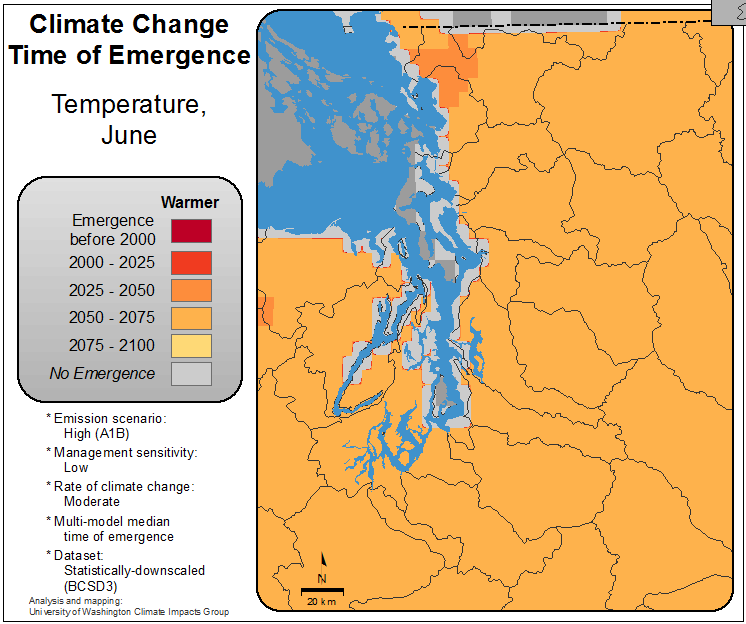 Climate Change
Time of Emergence
Temperature,
June
Warmer
Emergence
before 2000
2000 - 2025
2025 - 2050
2050 - 2075
2075 - 2100
No Emergence
* Emission scenario:
High (A1B)
* Management sensitivity:
Low
* Rate of climate change:
Moderate
* Multi-model median
time of emergence
* Dataset:
Statistically-downscaled
(BCSD3)
Analysis and mapping:
University of Washington Climate Impacts Group
N
20 km